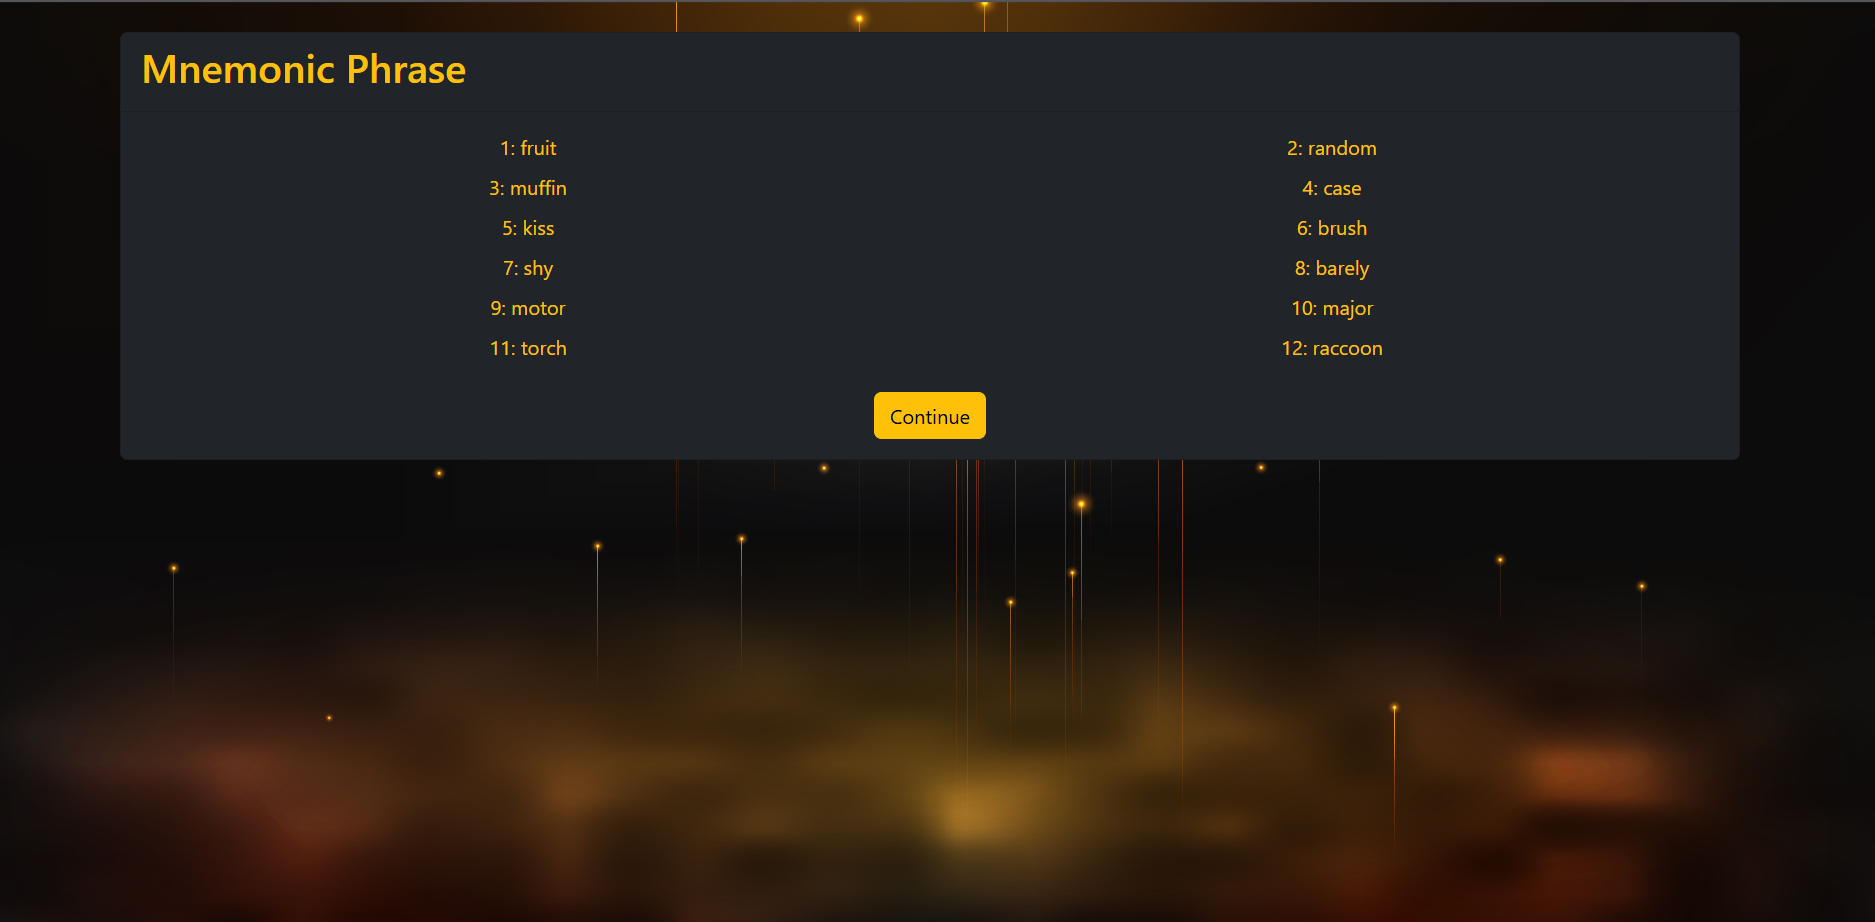 Mnemonic Phrase
1: fruit 2: random
3: muffin 4: case
5: kiss 6: brush
7: shy 8: barely
9: motor 10: major
11: torch 12: raccoon
Continue